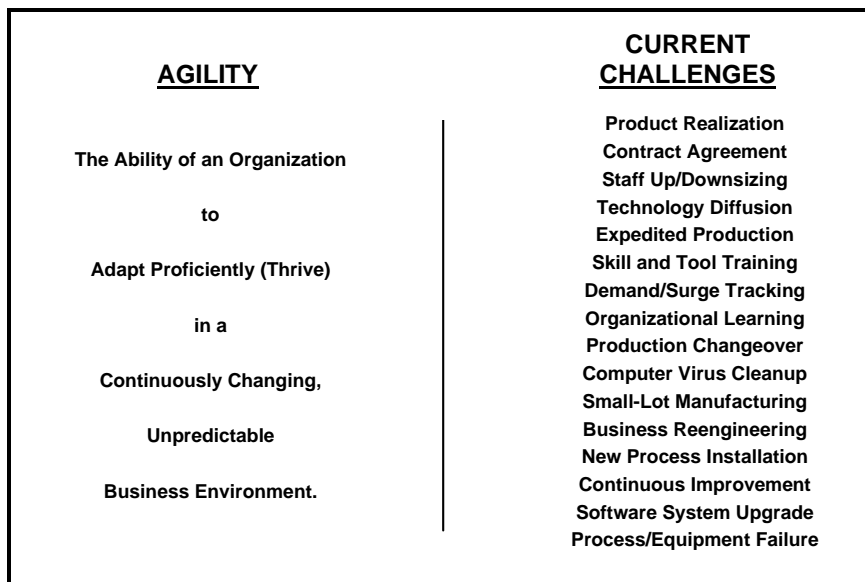 AGILITY
The Ability of an Organization
to
Adapt Proficiently (Thrive)
in a
Continuously Changing,
Unpredictable
Business Environment.
CURRENT
CHALLENGES
Product Realization
Contract Agreement
Staff Up/Downsizing
Technology Diffusion
Expedited Production
Skill and Tool Training
Demand/Surge Tracking
Organizational Learning
Production Changeover
Computer Virus Cleanup
Small-Lot Manufacturing
Business Reengineering
New Process Installation
Continuous Improvement
Software System Upgrade
Process/Equipment Failure